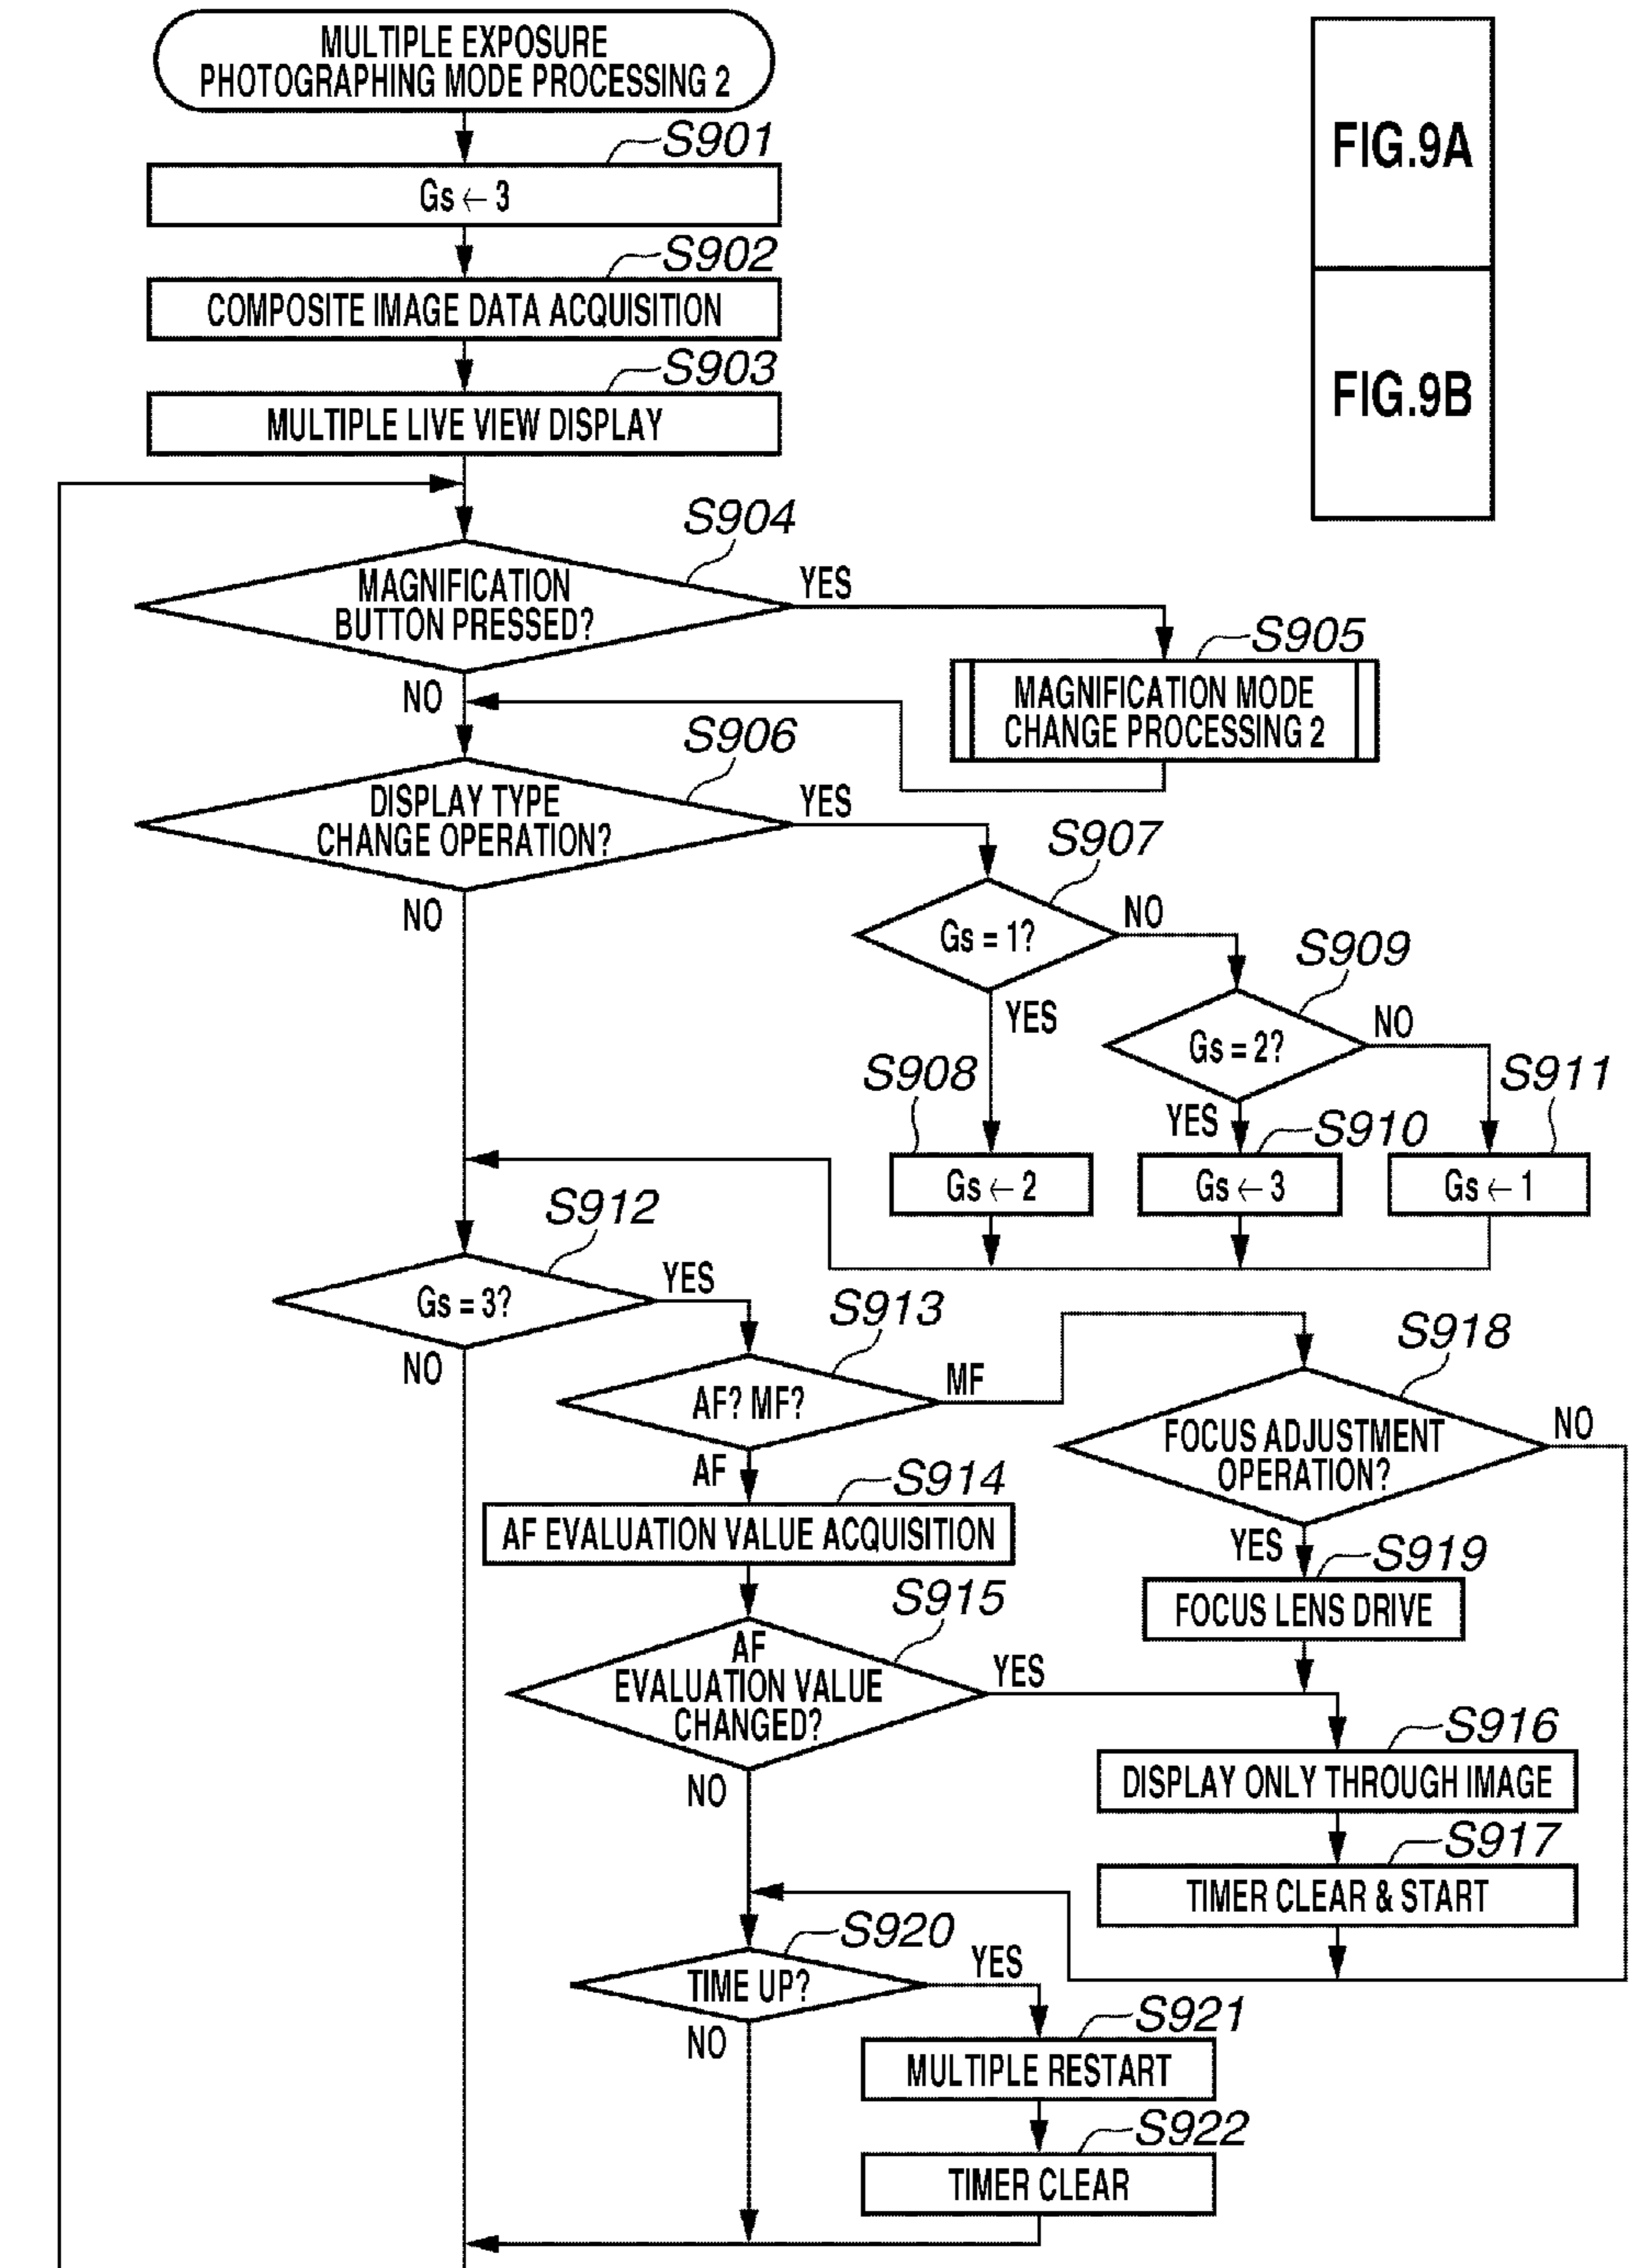 MULTIPLE EXPOSURE
PHOTOGRAPHING MODE PROCESSING 2
FIG.9A
FIG.9B
S901
Gs ← 3
S902
COMPOSITE IMAGE DATA ACQUISITION
S903
MULTIPLE LIVE VIEW DISPLAY
S904
MAGNIFICATION
BUTTON PRESSED?
YES
NO
S905
MAGNIFICATION MODE
CHANGE PROCESSING 2
S906
DISPLAY TYPE
CHANGE OPERATION?
YES
NO
S907
Gs = 1?
NO
YES
S909
Gs = 2?
NO
YES
S908
Gs ← 2
S910
Gs ← 3
S911
Gs ← 1
S912
Gs = 3?
YES
NO
S913
AF? MF?
MF
AF
S918
FOCUS ADJUSTMENT
OPERATION?
NO
YES
S914
AF EVALUATION VALUE ACQUISITION
S919
FOCUS LENS DRIVE
S915
AF
EVALUATION VALUE
CHANGED?
YES
NO
S916
DISPLAY ONLY THROUGH IMAGE
S917
TIMER CLEAR & START
S920
TIME UP?
YES
NO
S921
MULTIPLE RESTART
S922
TIMER CLEAR